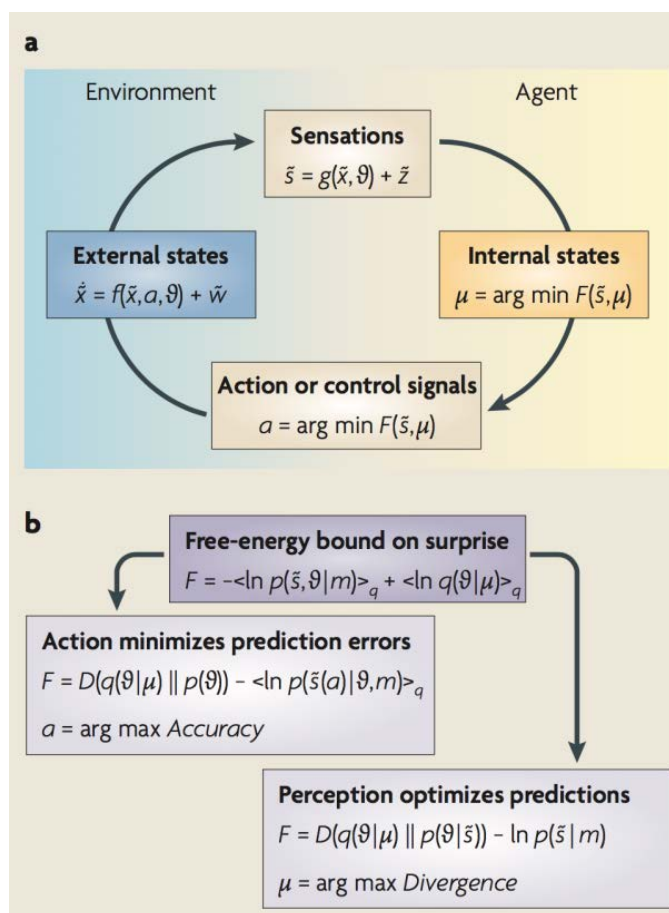 a
Environment
Agent
Sensations
s̃ = g(x̃, ϑ) + z̃
External states
ẋ̃ = f(x̃, a, ϑ) + w̃
Internal states
μ = arg min F(s̃, μ)
Action or control signals
a = arg min F(s̃, μ)
b
Free-energy bound on surprise
F = –<ln p(s̃, ϑ | m)>q + <ln q(ϑ | μ)>q
Action minimizes prediction errors
F = D(q(ϑ | μ) || p(ϑ)) – <ln p(s̃(a) | ϑ, m)>q
a = arg max Accuracy
Perception optimizes predictions
F = D(q(ϑ | μ) || p(ϑ | s̃)) – ln p(s̃ | m)
μ = arg max Divergence